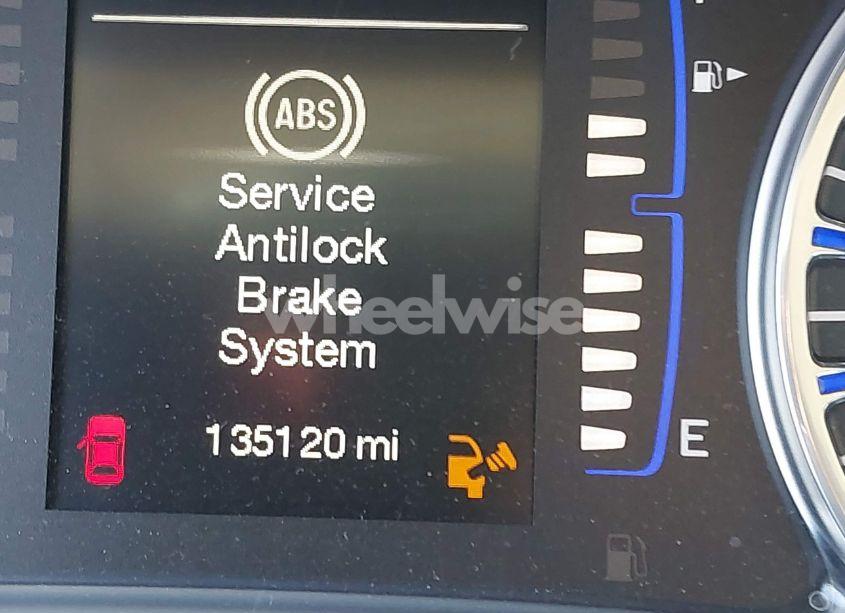 ABS
Service
Antilock
Brake
System
wheelwise
135120 mi
E